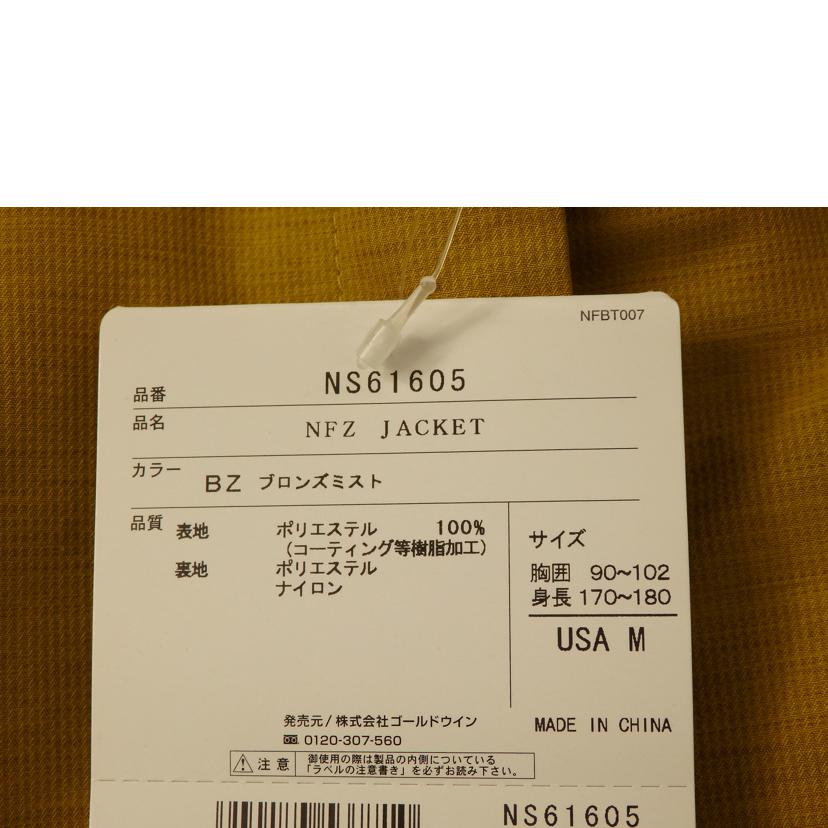 NFBT007
品番 NS61605
品名 NFZ JACKET
カラー BZ ブロンズミスト
品質 表地 ポリエステル 100%
（コーティング等樹脂加工）
裏地 ポリエステル
ナイロン
サイズ
胸囲 90~102
身長 170~180
USA M
発売元/株式会社ゴールドウイン
0120-307-560
MADE IN CHINA
注意 御使用の際は製品の内側についている
「ラベルの注意書き」を必ずお読み下さい。
NS61605